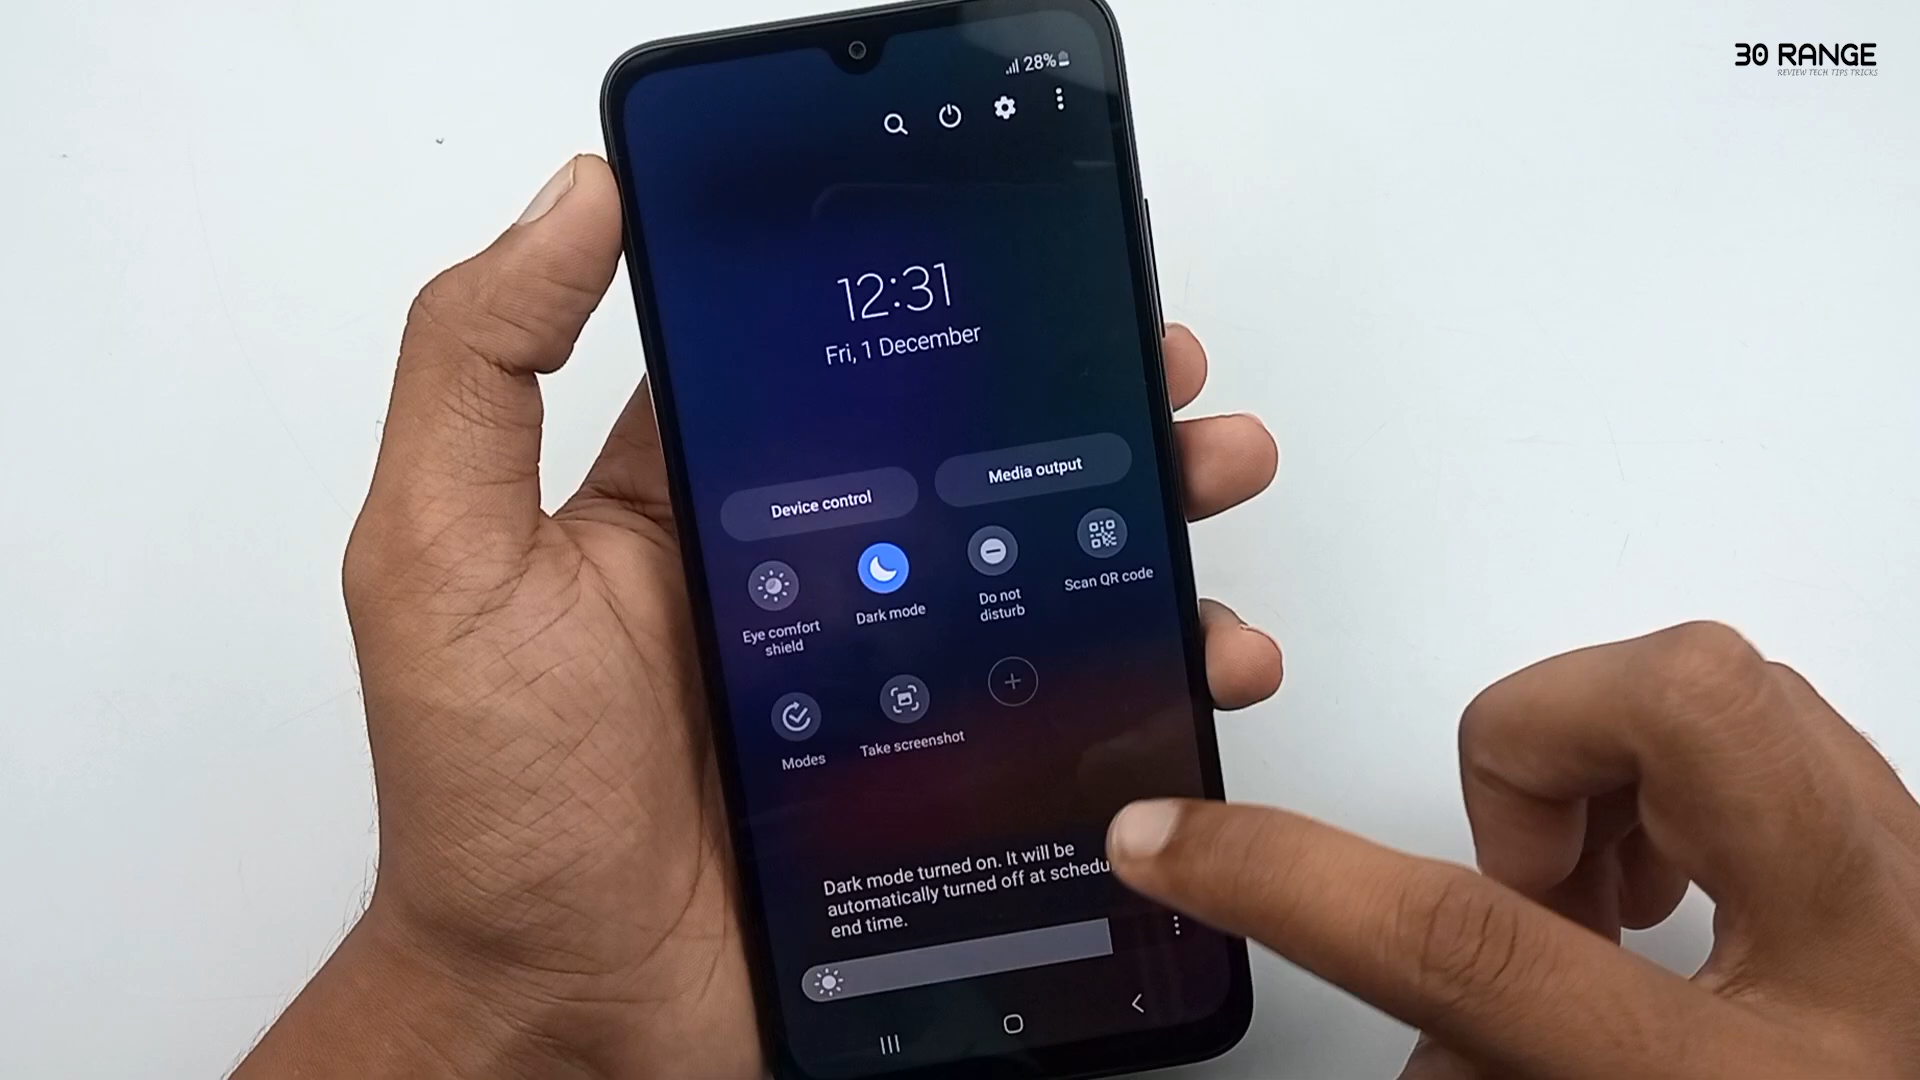 30 RANGE
REVIEW TECH TIPS TRICKS
28%
12:31
Fri, 1 December
Device control
Media output
Eye comfort
shield
Dark mode
Do not
disturb
Scan QR code
Modes
Take screenshot
Dark mode turned on. It will be
automatically turned off at schedu
end time.